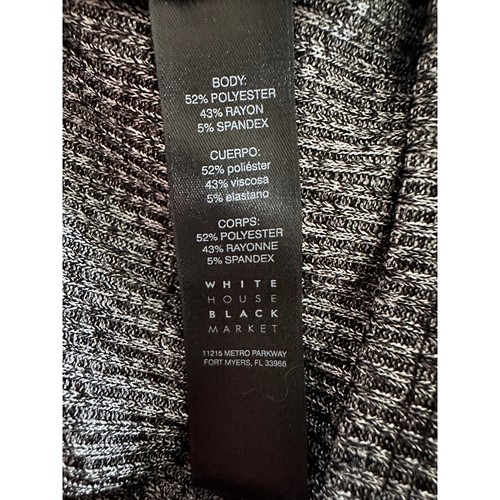 BODY:
52% POLYESTER
43% RAYON
5% SPANDEX
CUERPO:
52% poliéster
43% viscosa
5% elastano
CORPS:
52% POLYESTER
43% RAYONNE
5% SPANDEX
WHITE
HOUSE
BLACK
MARKET
11215 METRO PARKWAY
FORT MYERS, FL 33966